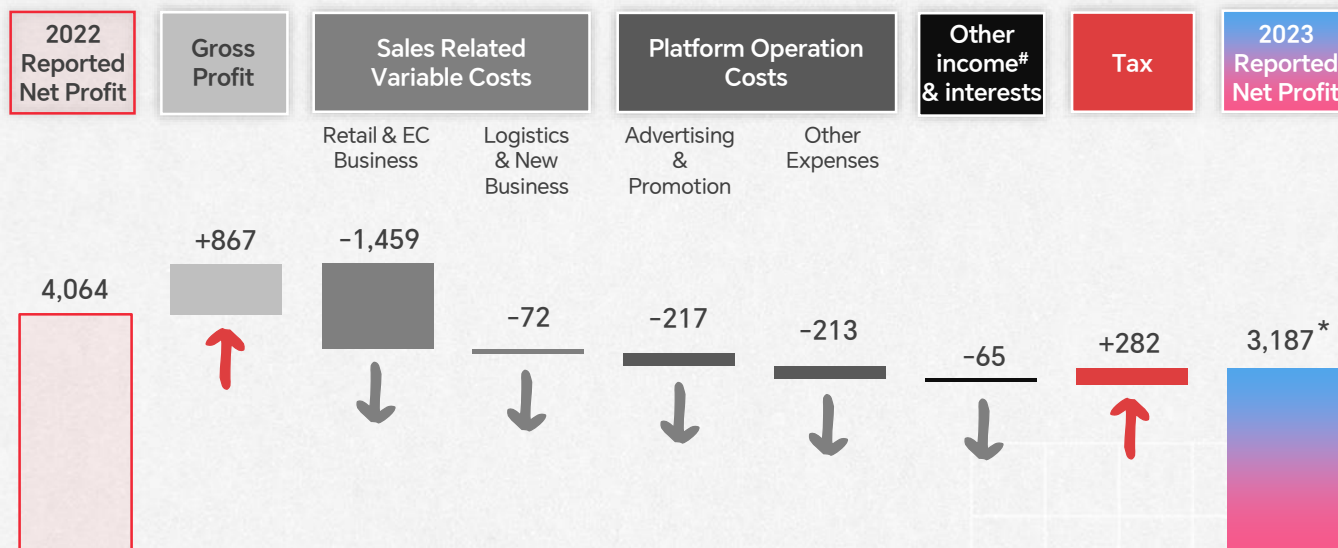 2022
Reported
Net Profit
Gross
Profit
Sales Related
Variable Costs
Platform Operation
Costs
Other
income#
& interests
Tax
2023
Reported
Net Profit
Retail & EC
Business
Logistics
& New
Business
Advertising
&
Promotion
Other
Expenses
4,064
+867
-1,459
-72
-217
-213
-65
+282
3,187*